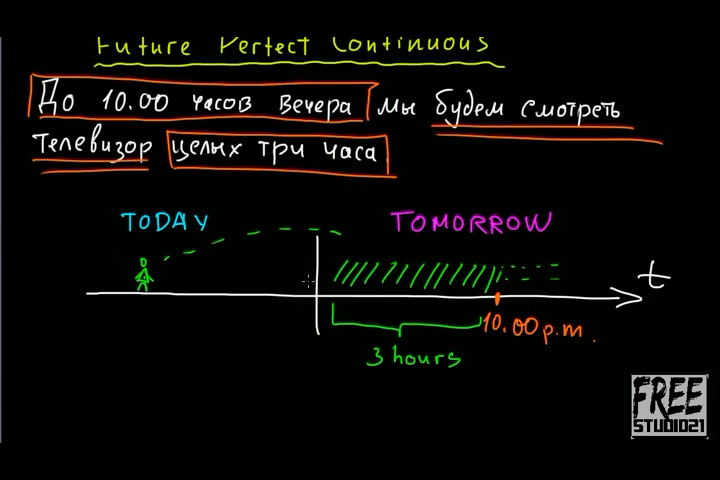 Future Perfect Continuous
До 10.00 часов вечера мы будем смотреть
телевизор целых три часа
TODAY TOMORROW
t
10.00 p.m.
3 hours
FREE
STUDIO21